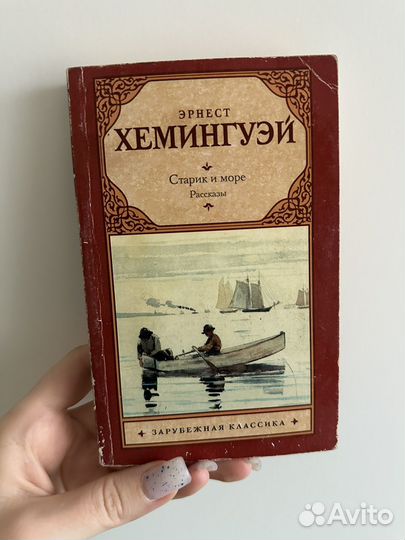 ЭРНЕСТ
ХЕМИНГУЭЙ
Старик и море
Рассказы
ЗАРУБЕЖНАЯ КЛАССИКА
Avito